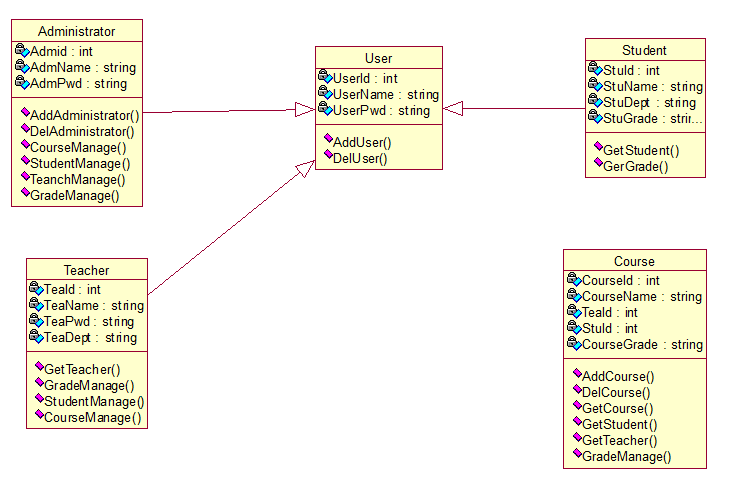 Administrator
Admid : int
AdmName : string
AdmPwd : string
AddAdministrator()
DelAdministrator()
CourseManage()
StudentManage()
TeanchManage()
GradeManage()
User
UserId : int
UserName : string
UserPwd : string
AddUser()
DelUser()
Student
StuId : int
StuName : string
StuDept : string
StuGrade : strin...
GetStudent()
GerGrade()
Teacher
TeaId : int
TeaName : string
TeaPwd : string
TeaDept : string
GetTeacher()
GradeManage()
StudentManage()
CourseManage()
Course
CourseId : int
CourseName : string
TeaId : int
StuId : int
CourseGrade : string
AddCourse()
DelCourse()
GetCourse()
GetStudent()
GetTeacher()
GradeManage()